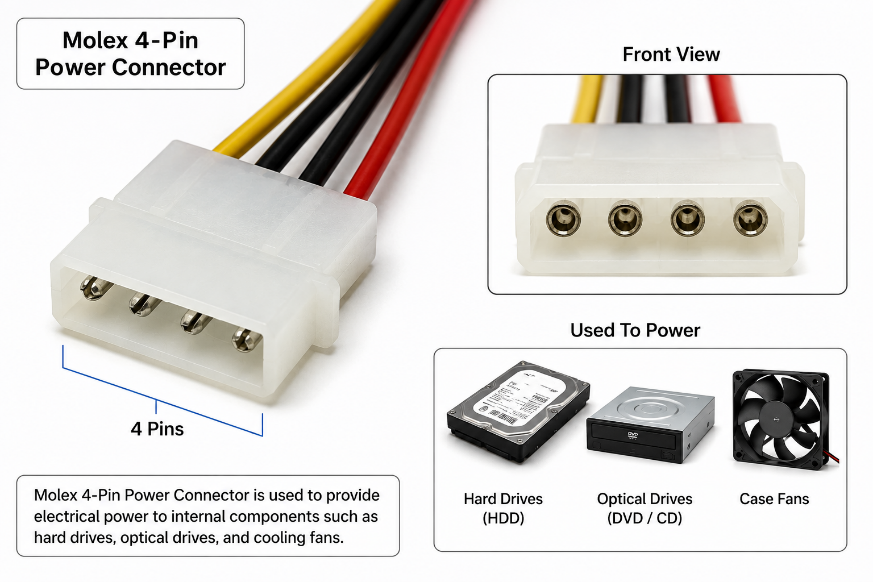 Molex 4-Pin
Power Connector
Front View
4 Pins
Used To Power
DVD
Hard Drives
(HDD)
Optical Drives
(DVD / CD)
Case Fans
Molex 4-Pin Power Connector is used to provide
electrical power to internal components such as
hard drives, optical drives, and cooling fans.